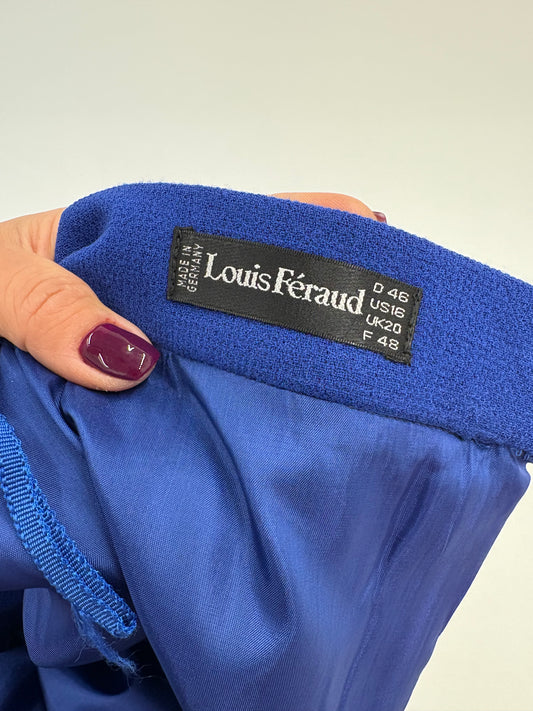 MADE IN
GERMANY
Louis Féraud
D 46
US16
UK20
F 48